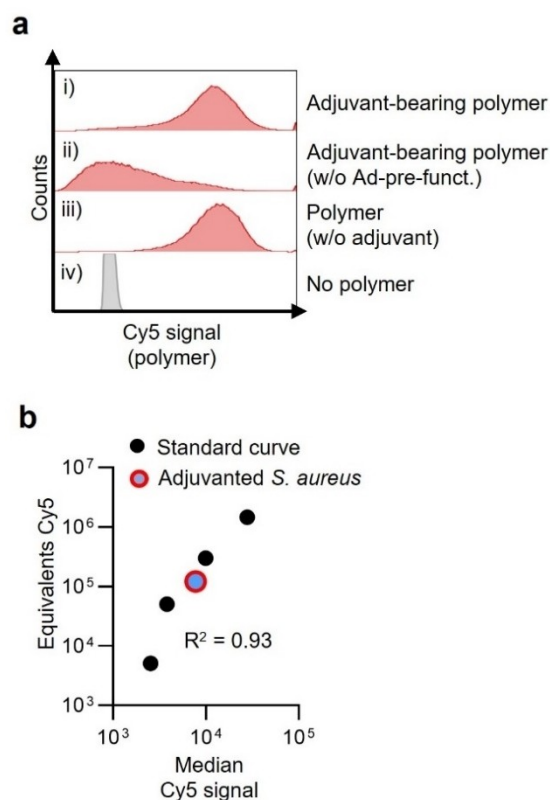 a
i)
Adjuvant-bearing polymer
ii)
Adjuvant-bearing polymer
(w/o Ad-pre-funct.)
iii)
Polymer
(w/o adjuvant)
iv)
No polymer
Counts
Cy5 signal
(polymer)
b
Standard curve
Adjuvanted S. aureus
Equivalents Cy5
10⁷
10⁶
10⁵
10⁴
10³
R² = 0.93
10³ 10⁴ 10⁵
Median
Cy5 signal